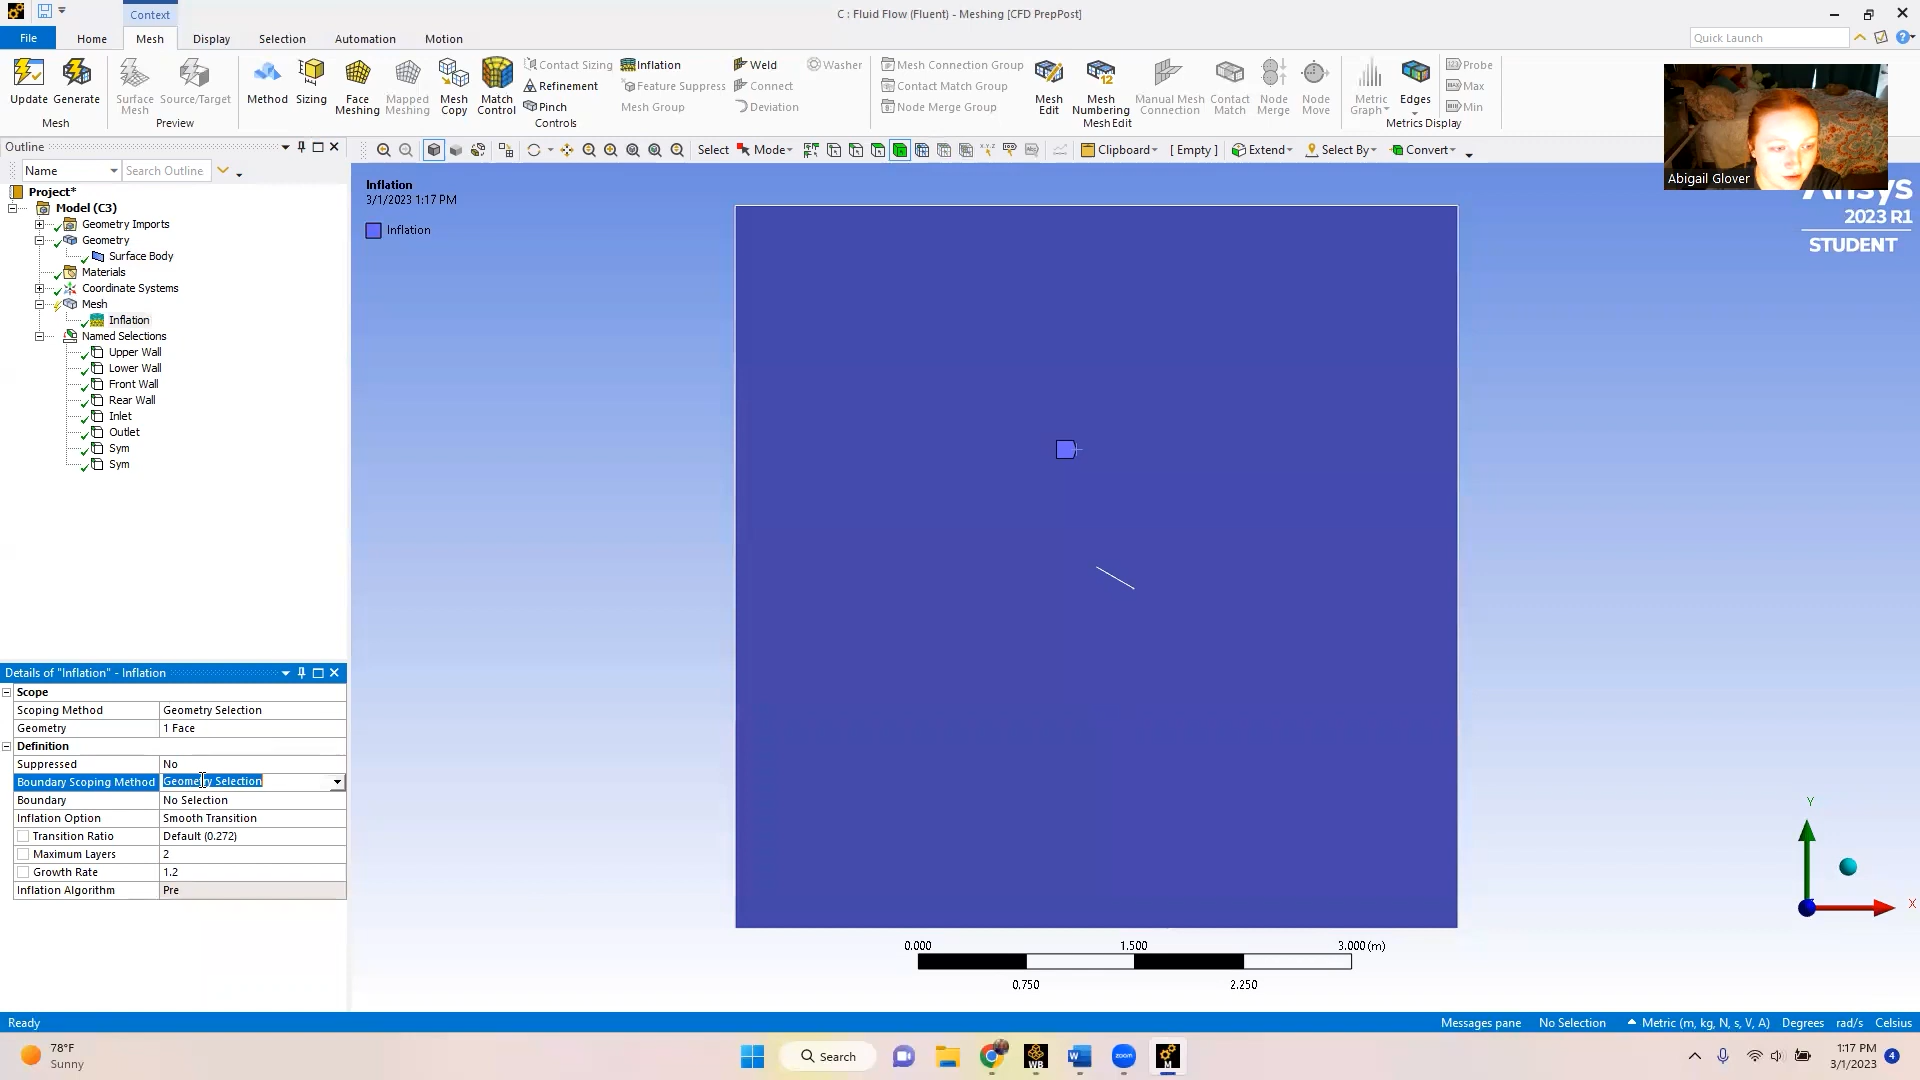 Context
C : Fluid Flow (Fluent) - Meshing [CFD PrepPost]
File
Home
Mesh
Display
Selection
Automation
Motion
Quick Launch
Update
Generate
Mesh
Surface
Mesh
Source/Target
Preview
Method
Sizing
Face
Meshing
Mapped
Meshing
Mesh
Copy
Match
Control
Contact Sizing
Refinement
Pinch
Inflation
Feature Suppress
Mesh Group
Weld
Connect
Deviation
Washer
Controls
Mesh Connection Group
Contact Match Group
Node Merge Group
Mesh
Edit
Mesh
Numbering
Manual Mesh
Connection
Contact
Match
Node
Merge
Node
Move
Mesh Edit
Metric
Graph
Edges
Probe
Max
Min
Metrics Display
Abigail Glover
Outline
Name
Search Outline
Select
Mode
Clipboard
[ Empty ]
Extend
Select By
Convert
Project*
Model (C3)
Geometry Imports
Geometry
Surface Body
Materials
Coordinate Systems
Mesh
Inflation
Named Selections
Upper Wall
Lower Wall
Front Wall
Rear Wall
Inlet
Outlet
Sym
Sym
Inflation
3/1/2023 1:17 PM
Inflation
Ansys
2023 R1
STUDENT
Details of "Inflation" - Inflation
Scope
Scoping Method Geometry Selection
Geometry 1 Face
Definition
Suppressed No
Boundary Scoping Method Geometry Selection
Boundary No Selection
Inflation Option Smooth Transition
Transition Ratio Default (0.272)
Maximum Layers 2
Growth Rate 1.2
Inflation Algorithm Pre
0.000 1.500 3.000 (m)
0.750 2.250
Y
X
Ready
Messages pane
No Selection
Metric (m, kg, N, s, V, A)
Degrees
rad/s
Celsius
78°F
Sunny
Search
WB
W
zoom
M
1:17 PM
3/1/2023
4